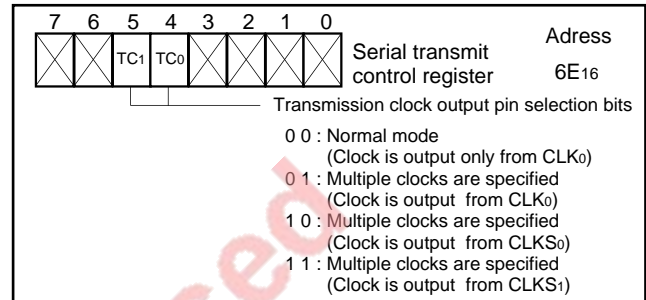 7 6 5 4 3 2 1 0
TC1 TC0
Serial transmit
control register
Adress
6E16
Transmission clock output pin selection bits
0 0 : Normal mode
(Clock is output only from CLK0)
0 1 : Multiple clocks are specified
(Clock is output from CLK0)
1 0 : Multiple clocks are specified
(Clock is output from CLKS0)
1 1 : Multiple clocks are specified
(Clock is output from CLKS1)